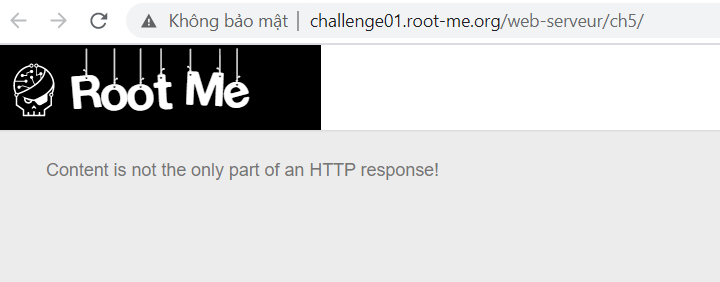 Không bảo mật | challenge01.root-me.org/web-serveur/ch5/
Root Me
Content is not the only part of an HTTP response!